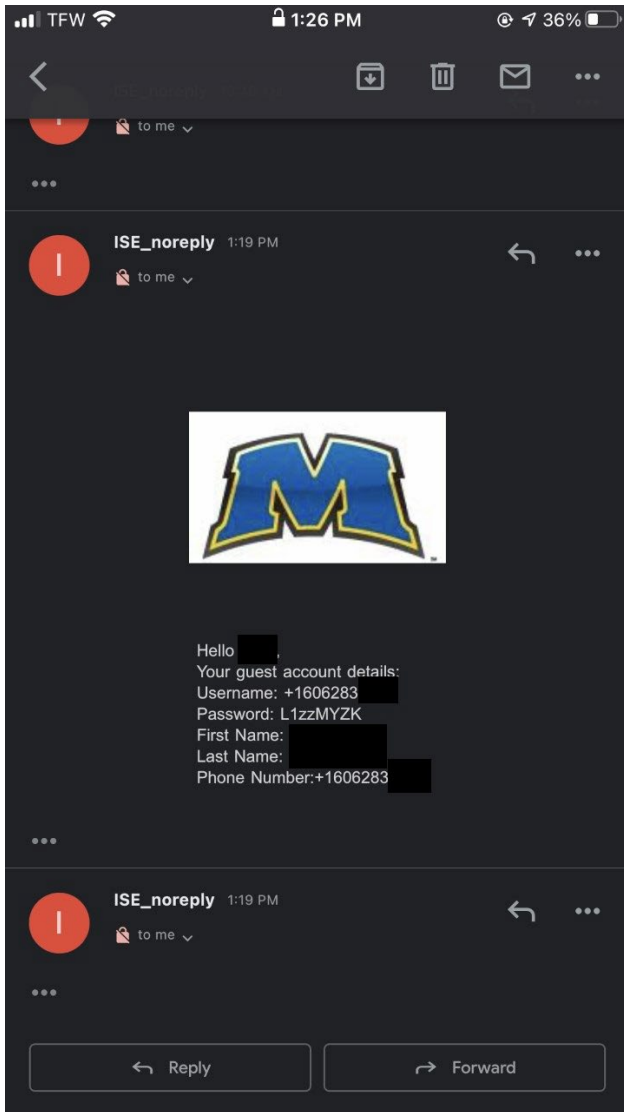 TFW 1:26 PM 36%
to me
ISE_noreply 1:19 PM
I to me
M
Hello ,
Your guest account details:
Username: +1606283
Password: L1zzMYZK
First Name:
Last Name:
Phone Number:+1606283
ISE_noreply 1:19 PM
I to me
Reply Forward